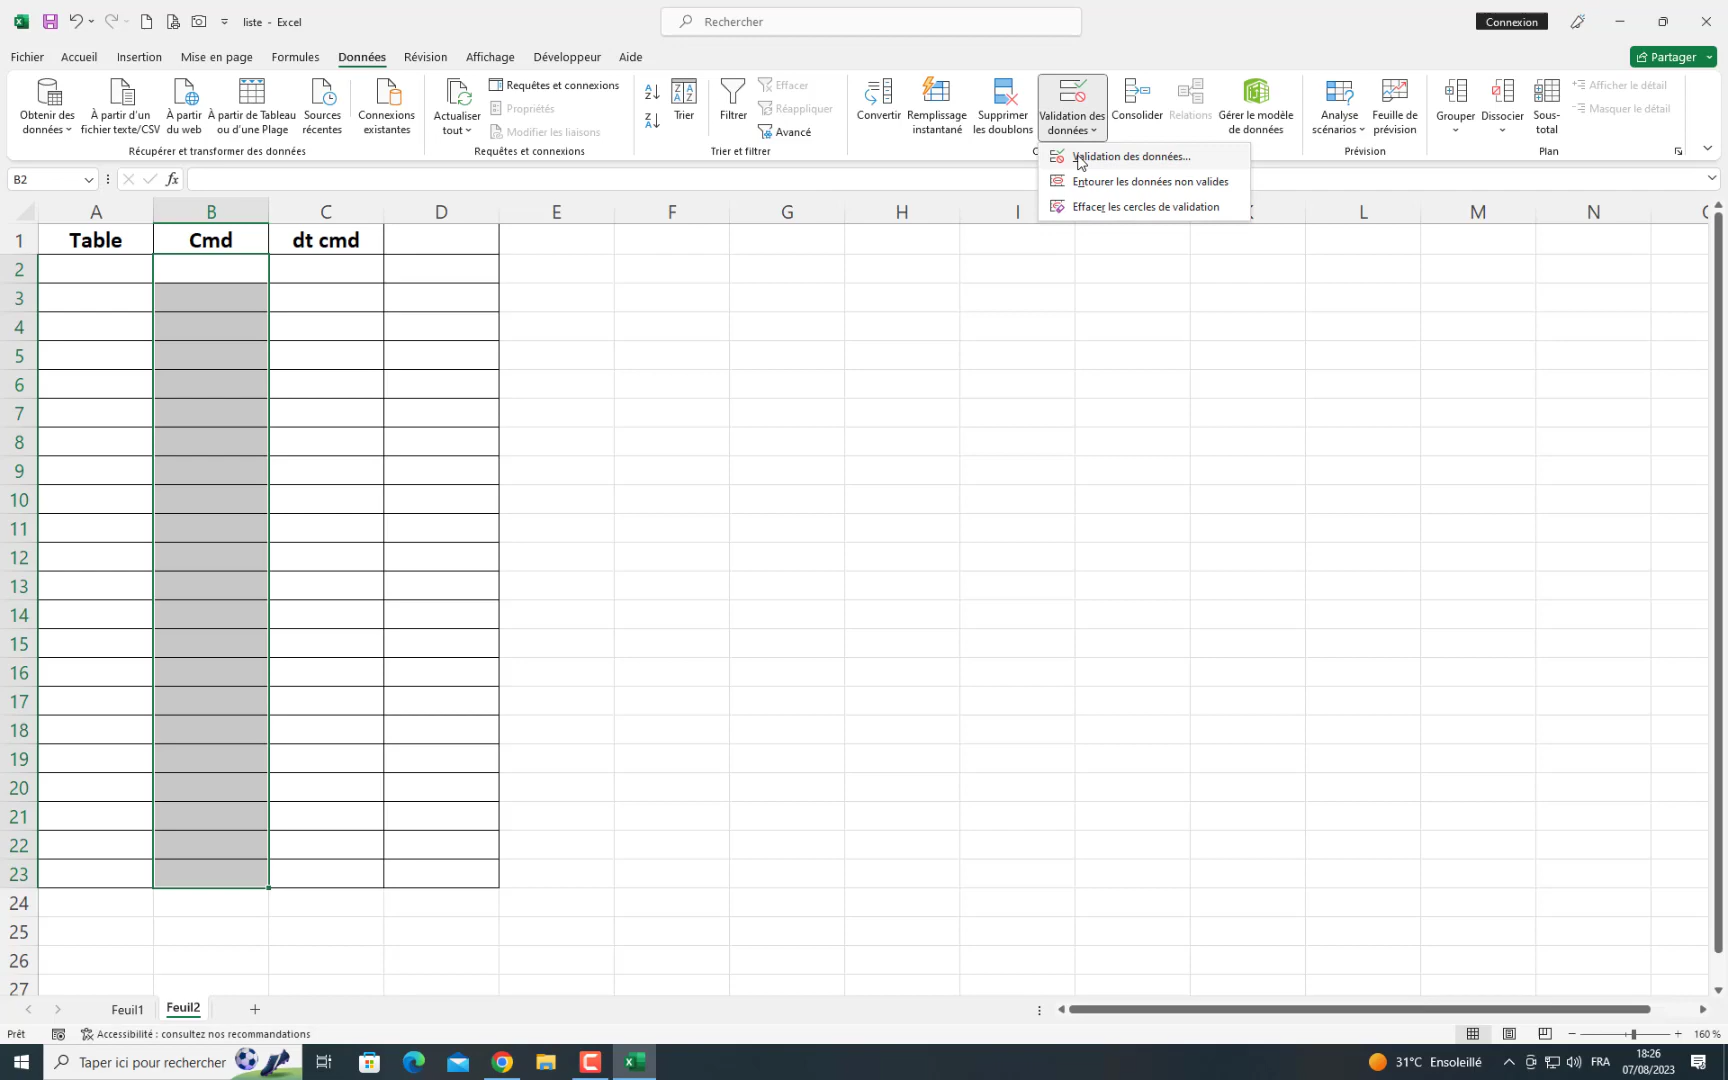 liste - Excel
Rechercher
Connexion
Fichier
Accueil
Insertion
Mise en page
Formules
Données
Révision
Affichage
Développeur
Aide
Partager
Obtenir des données
À partir d'un fichier texte/CSV
À partir du web
À partir de Tableau ou d'une Plage
Sources récentes
Connexions existantes
Récupérer et transformer des données
Actualiser tout
Requêtes et connexions
Propriétés
Modifier les liaisons
Requêtes et connexions
Trier
Filtrer
Effacer
Réappliquer
Avancé
Trier et filtrer
Convertir
Remplissage instantané
Supprimer les doublons
Validation des données
Consolider
Relations
Gérer le modèle de données
Validation des données...
Entourer les données non valides
Effacer les cercles de validation
Analyse scénarios
Feuille de prévision
Prévision
Grouper
Dissocier
Sous-total
Afficher le détail
Masquer le détail
Plan
B2
fx
A B C D E F G H I L M N
1 Table Cmd dt cmd
2
3
4
5
6
7
8
9
10
11
12
13
14
15
16
17
18
19
20
21
22
23
24
25
26
27
Feuil1
Feuil2
Prêt
Accessibilité : consultez nos recommandations
160 %
Taper ici pour rechercher
31°C Ensoleillé
FRA
18:26
07/08/2023